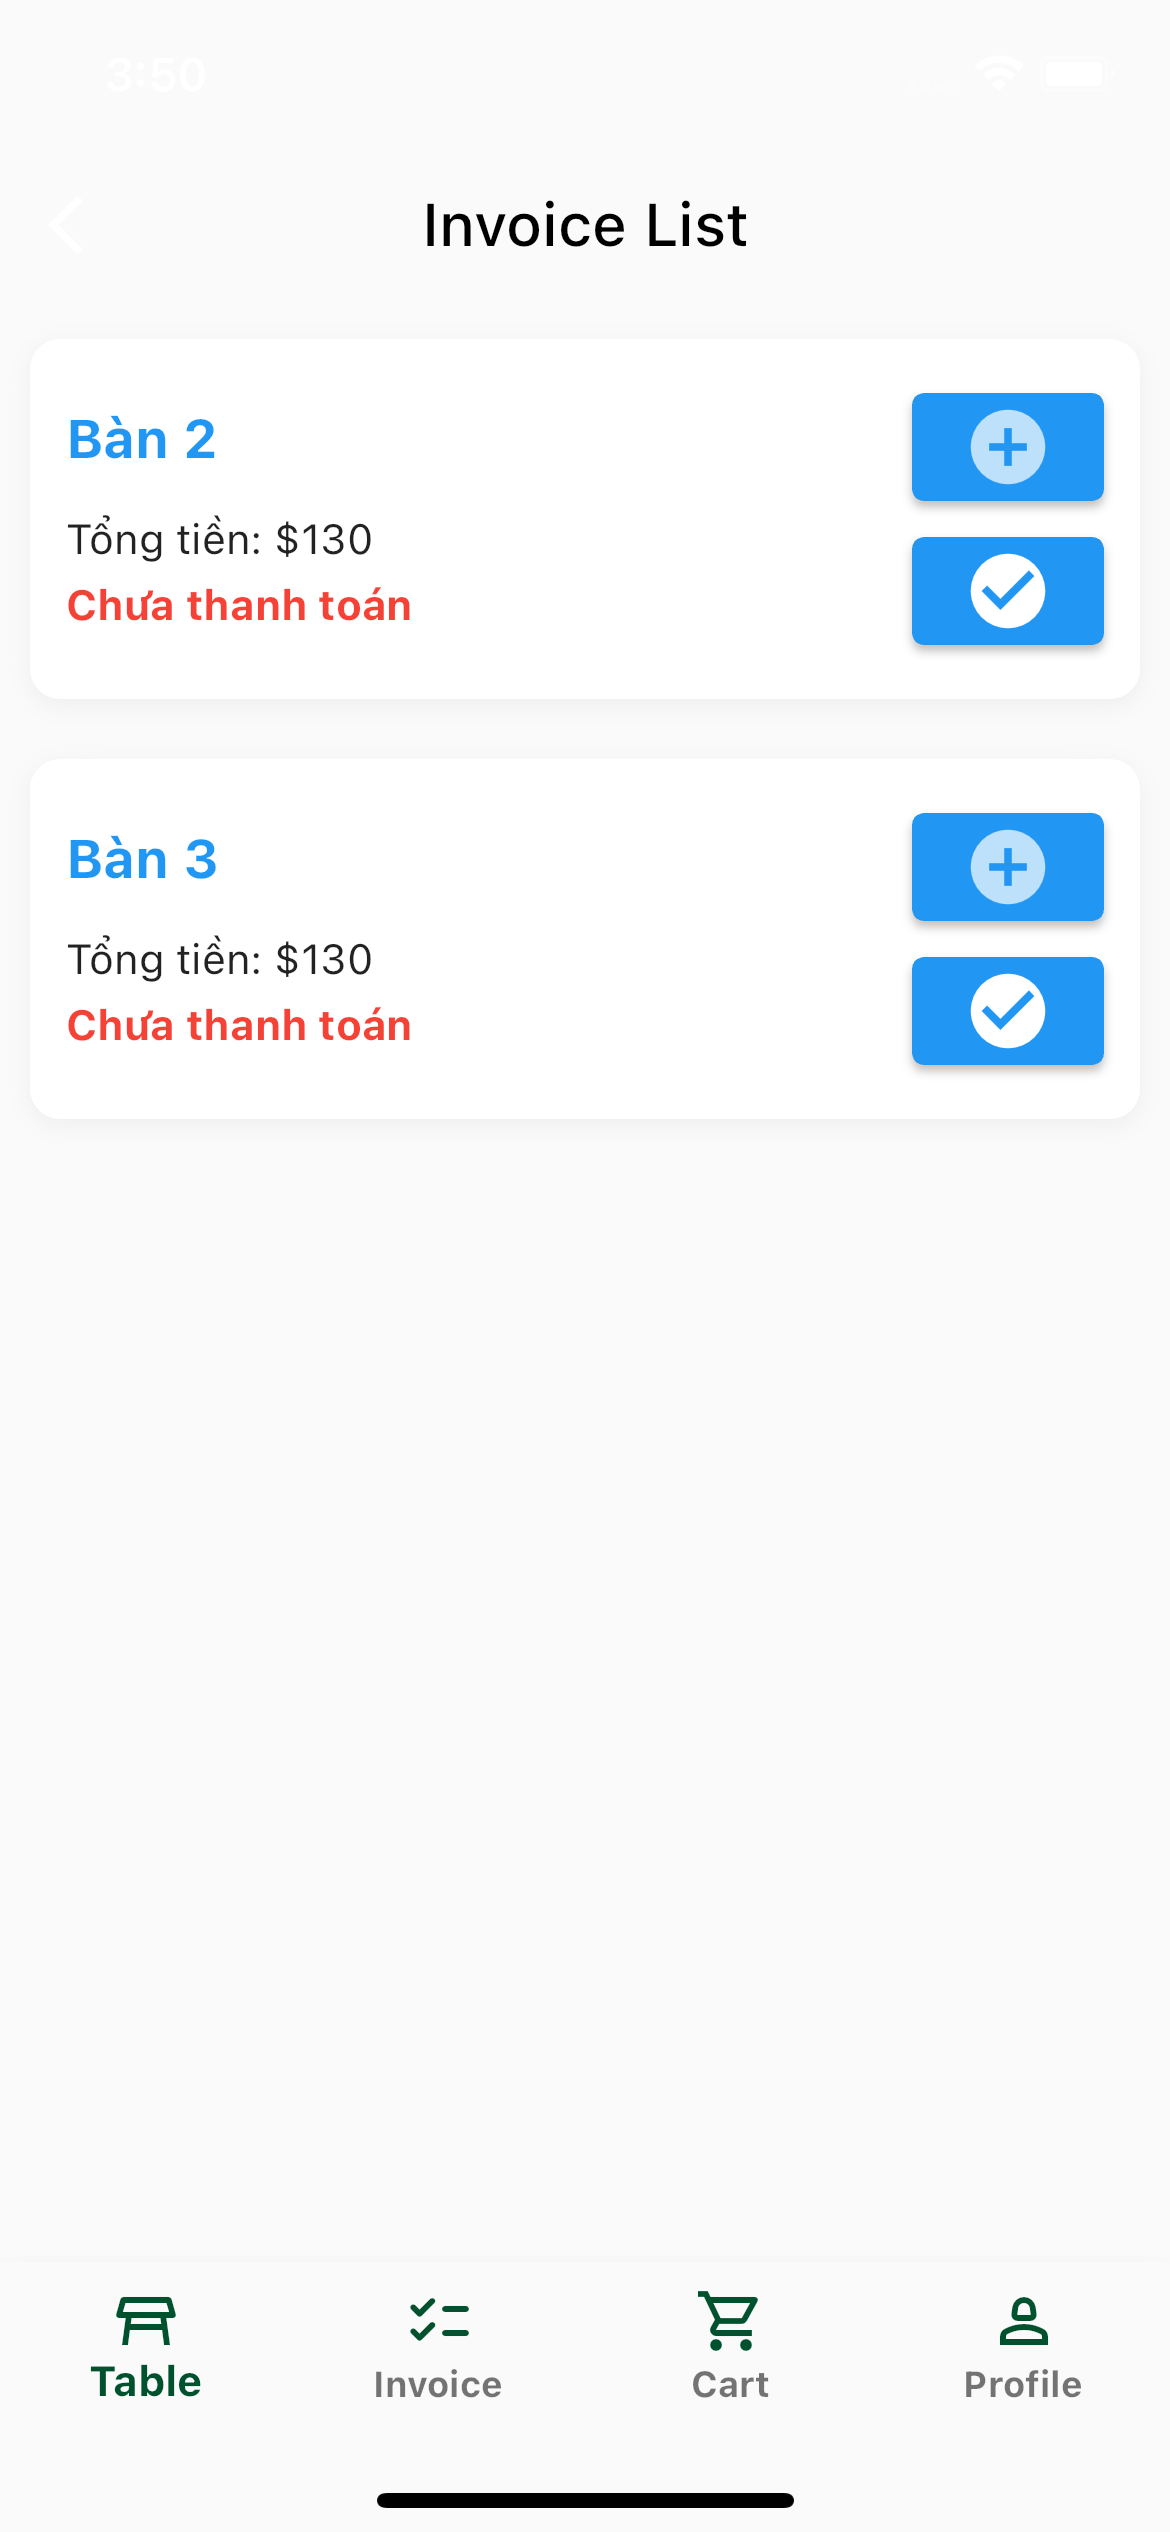 3:50
Invoice List
Bàn 2
Tổng tiền: $130
Chưa thanh toán
Bàn 3
Tổng tiền: $130
Chưa thanh toán
Table
Invoice
Cart
Profile